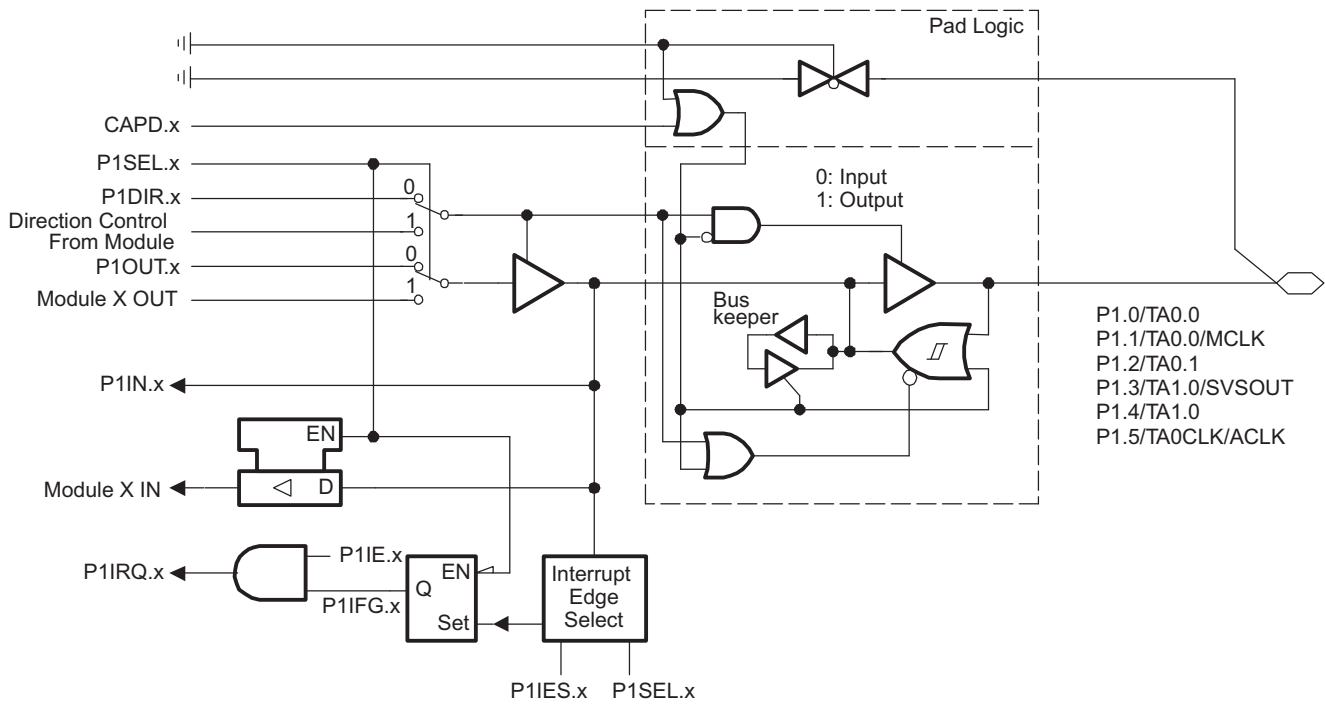 Pad Logic
CAPD.x
P1SEL.x
P1DIR.x
0
Direction Control
From Module
1
P1OUT.x
0
Module X OUT
1
0: Input
1: Output
Bus
keeper
P1.0/TA0.0
P1.1/TA0.0/MCLK
P1.2/TA0.1
P1.3/TA1.0/SVSOUT
P1.4/TA1.0
P1.5/TA0CLK/ACLK
P1IN.x
EN
Module X IN
D
P1IRQ.x
P1IE.x
P1IFG.x
EN
Q
Set
Interrupt
Edge
Select
P1IES.x
P1SEL.x